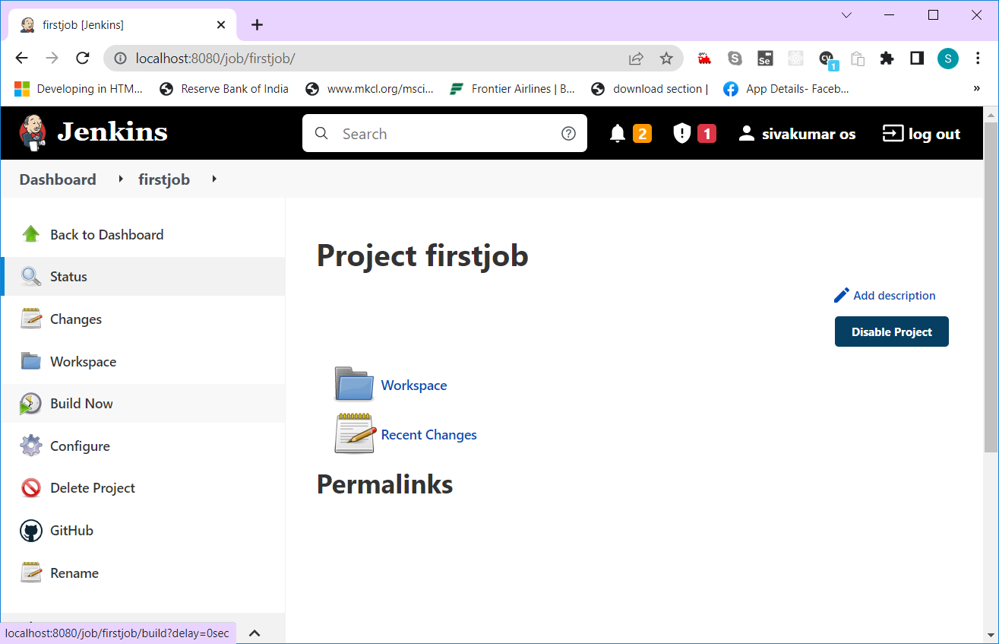 firstjob [Jenkins]
localhost:8080/job/firstjob/
Se
CY
1
S
Developing in HTM...
Reserve Bank of India
www.mkcl.org/msci...
Frontier Airlines | B...
download section |
App Details- Faceb...
»
Jenkins
Search
2
1
sivakumar os
log out
Dashboard
firstjob
Back to Dashboard
Status
Changes
Workspace
Build Now
Configure
Delete Project
GitHub
Rename
Project firstjob
Add description
Disable Project
Workspace
Recent Changes
Permalinks
localhost:8080/job/firstjob/build?delay=0sec